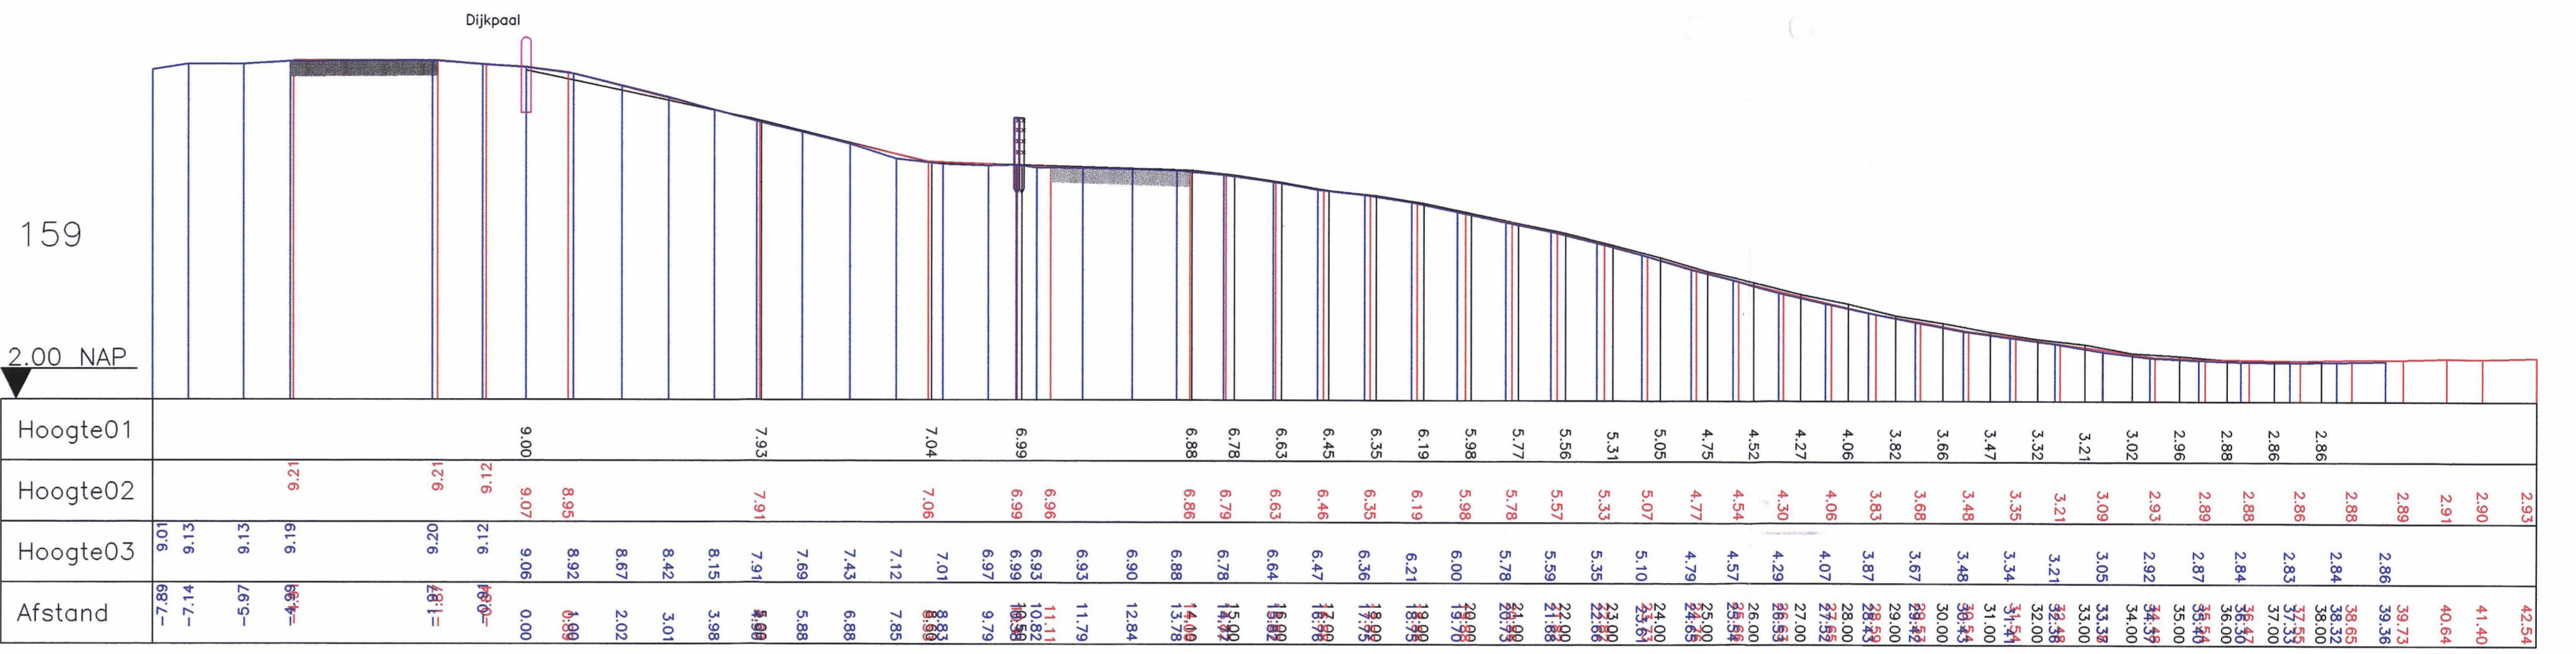 Dijkpaal
159
2.00 NAP
Hoogte01 9.00 7.93 7.04 6.99 6.88 6.78 6.63 6.45 6.35 6.19 5.98 5.77 5.56 5.31 5.05 4.75 4.52 4.27 4.06 3.82 3.66 3.47 3.32 3.21 3.02 2.96 2.88 2.86 2.86
Hoogte02 9.21 9.21 9.12 9.07 8.95 7.91 7.06 6.99 6.96 6.86 6.79 6.63 6.46 6.35 6.19 5.98 5.78 5.57 5.33 5.07 4.77 4.54 4.30 4.06 3.83 3.68 3.48 3.35 3.21 3.09 2.93 2.89 2.88 2.86 2.88 2.89 2.91 2.90 2.93
Hoogte03 9.01 9.13 9.13 9.19 9.20 9.12 9.06 8.92 8.67 8.42 8.15 7.91 7.69 7.43 7.12 7.01 6.97 6.99 6.93 6.93 6.90 6.88 6.78 6.64 6.47 6.36 6.21 6.00 5.78 5.59 5.35 5.10 4.79 4.57 4.29 4.07 3.87 3.67 3.48 3.34 3.21 3.05 2.92 2.87 2.84 2.83 2.84 2.86
Afstand -7.89 -7.14 -5.97 0.00 2.02 3.01 3.98 5.88 6.88 7.85 8.83 9.79 10.82 11.11 11.79 12.84 13.78 24.00 25.00 26.00 27.00 28.00 29.00 30.00 31.00 32.00 33.00 34.00 35.00 36.00 37.00 38.00 38.32 38.65 39.36 39.73 40.64 41.40 42.54